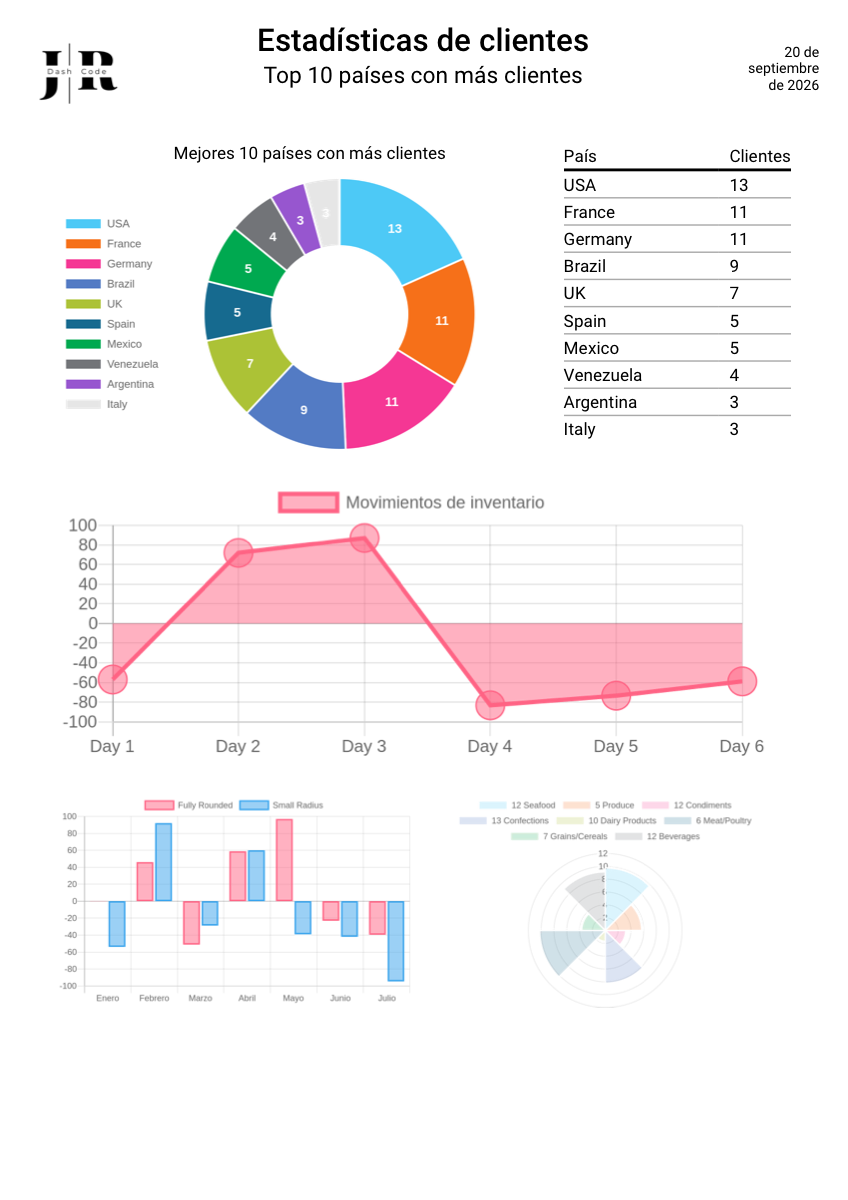 JR
Dash Code
Estadísticas de clientes
Top 10 países con más clientes
20 de
septiembre
de 2026
Mejores 10 países con más clientes
USA
France
Germany
Brazil
UK
Spain
Mexico
Venezuela
Argentina
Italy
13
11
11
9
7
5
5
4
3
3
País Clientes
USA 13
France 11
Germany 11
Brazil 9
UK 7
Spain 5
Mexico 5
Venezuela 4
Argentina 3
Italy 3
Movimientos de inventario
100
80
60
40
20
0
-20
-40
-60
-80
-100
Day 1 Day 2 Day 3 Day 4 Day 5 Day 6
Fully Rounded Small Radius
100
80
60
40
20
0
-20
-40
-60
-80
-100
Enero Febrero Marzo Abril Mayo Junio Julio
12 Seafood 5 Produce 12 Condiments
13 Confections 10 Dairy Products 6 Meat/Poultry
7 Grains/Cereals 12 Beverages
12
10
8
6
4
2